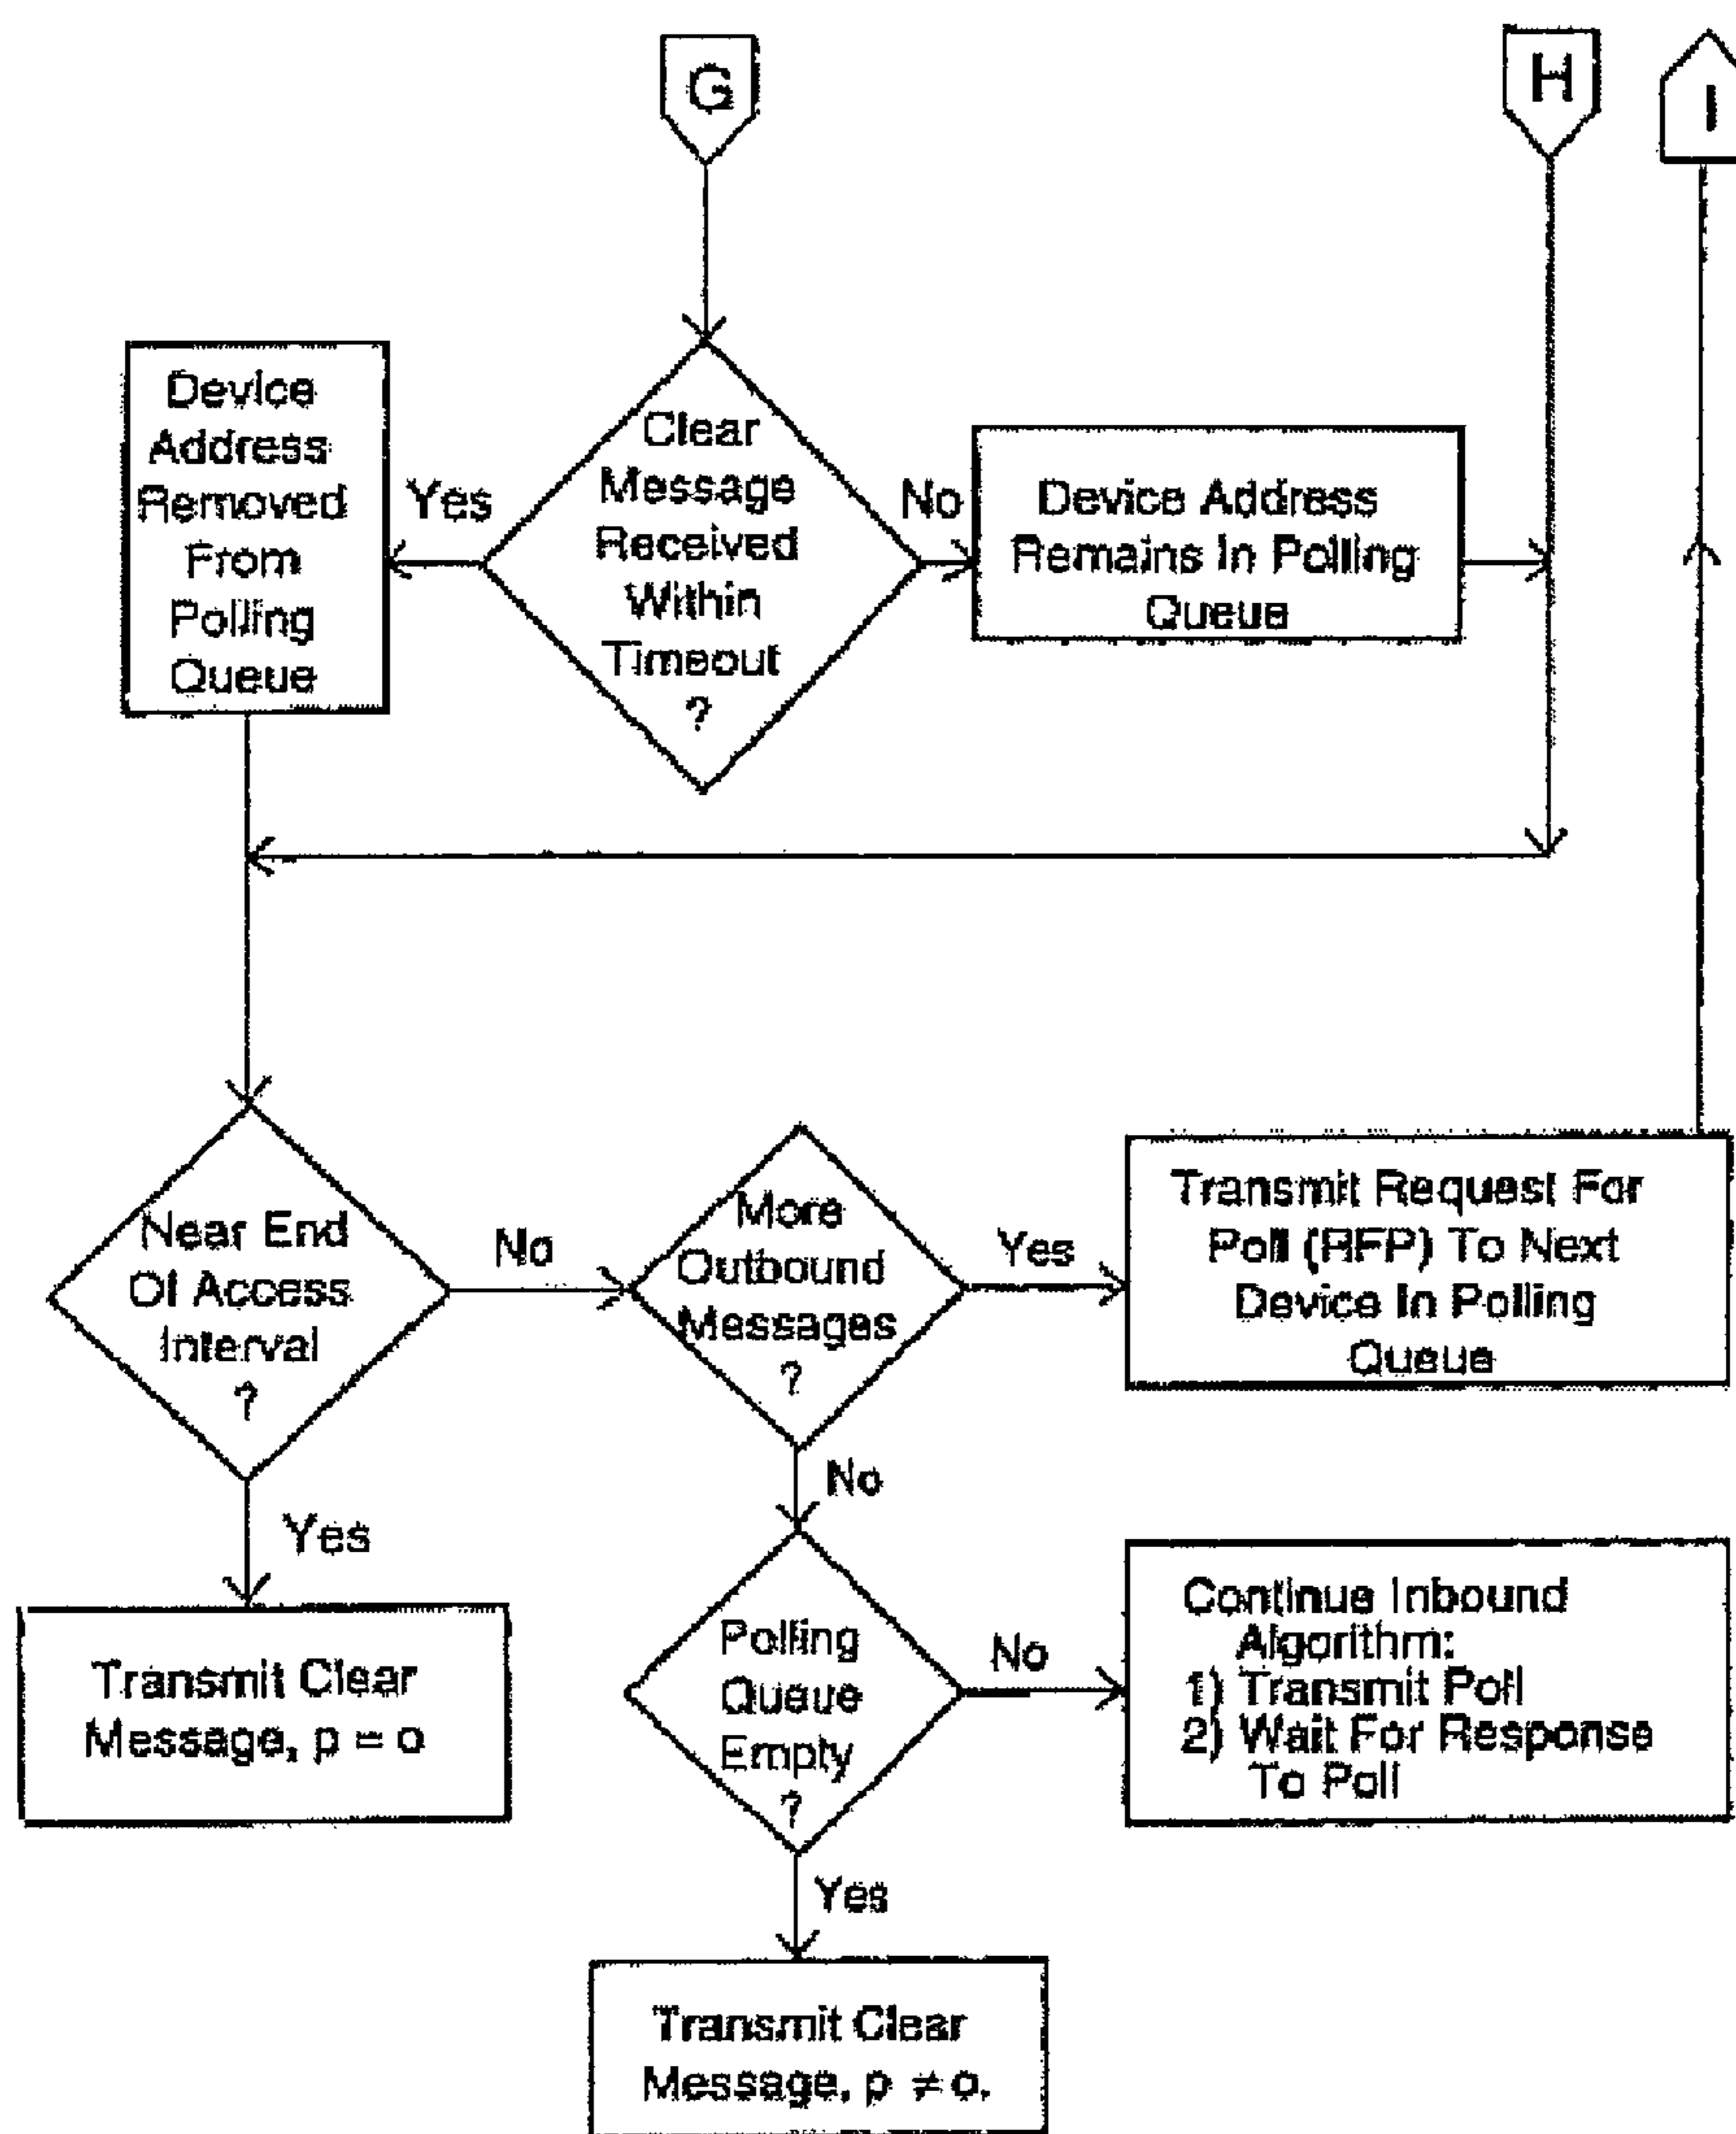 G
H
I
Device
Address
Removed
From
Polling
Queue
Yes
Clear
Message
Received
Within
Timeout
?
No
Device Address
Remains In Polling
Queue
Near End
Of Access
Interval
?
No
More
Outbound
Messages
?
Yes
Transmit Request For
Poll (RFP) To Next
Device In Polling
Queue
Yes
No
Transmit Clear
Message, p = o
Polling
Queue
Empty
?
No
Continue Inbound
Algorithm:
1) Transmit Poll
2) Wait For Response
To Poll
Yes
Transmit Clear
Message, p ≠ o.